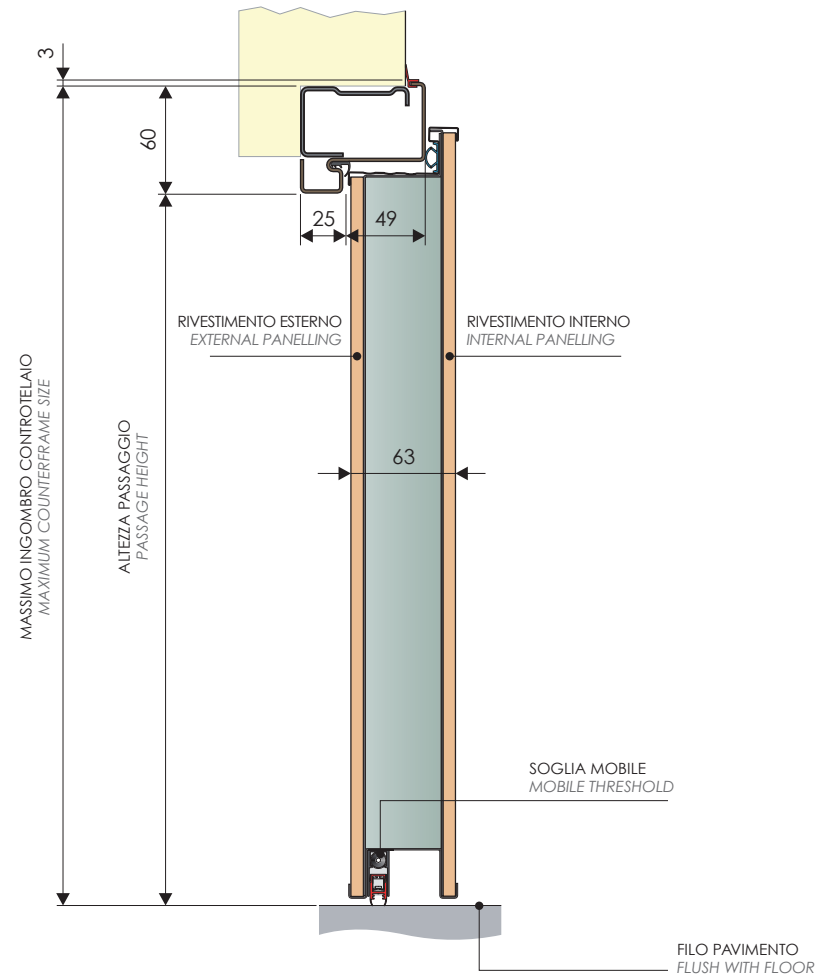 3
60
25
49
RIVESTIMENTO ESTERNO
EXTERNAL PANELLING
RIVESTIMENTO INTERNO
INTERNAL PANELLING
MASSIMO INGOMBRO CONTROTELAIO
MAXIMUM COUNTERFRAME SIZE
ALTEZZA PASSAGGIO
PASSAGE HEIGHT
63
SOGLIA MOBILE
MOBILE THRESHOLD
FILO PAVIMENTO
FLUSH WITH FLOOR